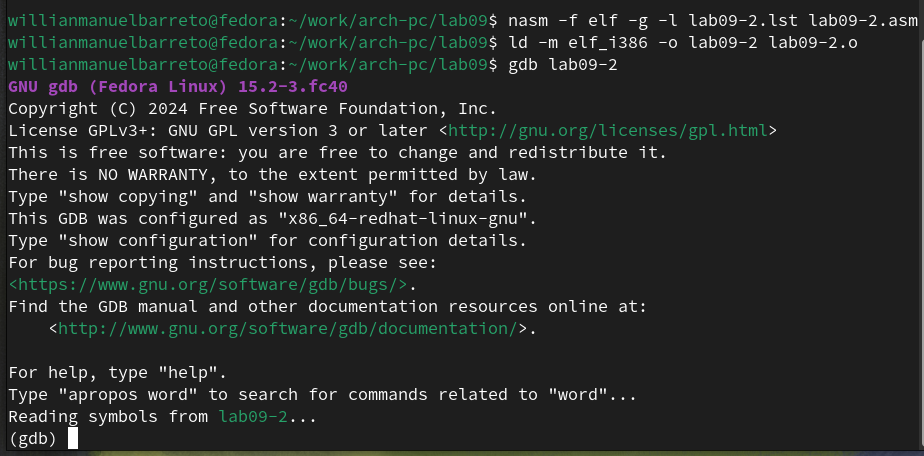 willianmanuelbarreto@fedora:~/work/arch-pc/lab09$ nasm -f elf -g -l lab09-2.lst lab09-2.asm
willianmanuelbarreto@fedora:~/work/arch-pc/lab09$ ld -m elf_i386 -o lab09-2 lab09-2.o
willianmanuelbarreto@fedora:~/work/arch-pc/lab09$ gdb lab09-2
GNU gdb (Fedora Linux) 15.2-3.fc40
Copyright (C) 2024 Free Software Foundation, Inc.
License GPLv3+: GNU GPL version 3 or later <http://gnu.org/licenses/gpl.html>
This is free software: you are free to change and redistribute it.
There is NO WARRANTY, to the extent permitted by law.
Type "show copying" and "show warranty" for details.
This GDB was configured as "x86_64-redhat-linux-gnu".
Type "show configuration" for configuration details.
For bug reporting instructions, please see:
<https://www.gnu.org/software/gdb/bugs/>.
Find the GDB manual and other documentation resources online at:
    <http://www.gnu.org/software/gdb/documentation/>.

For help, type "help".
Type "apropos word" to search for commands related to "word"...
Reading symbols from lab09-2...
(gdb)